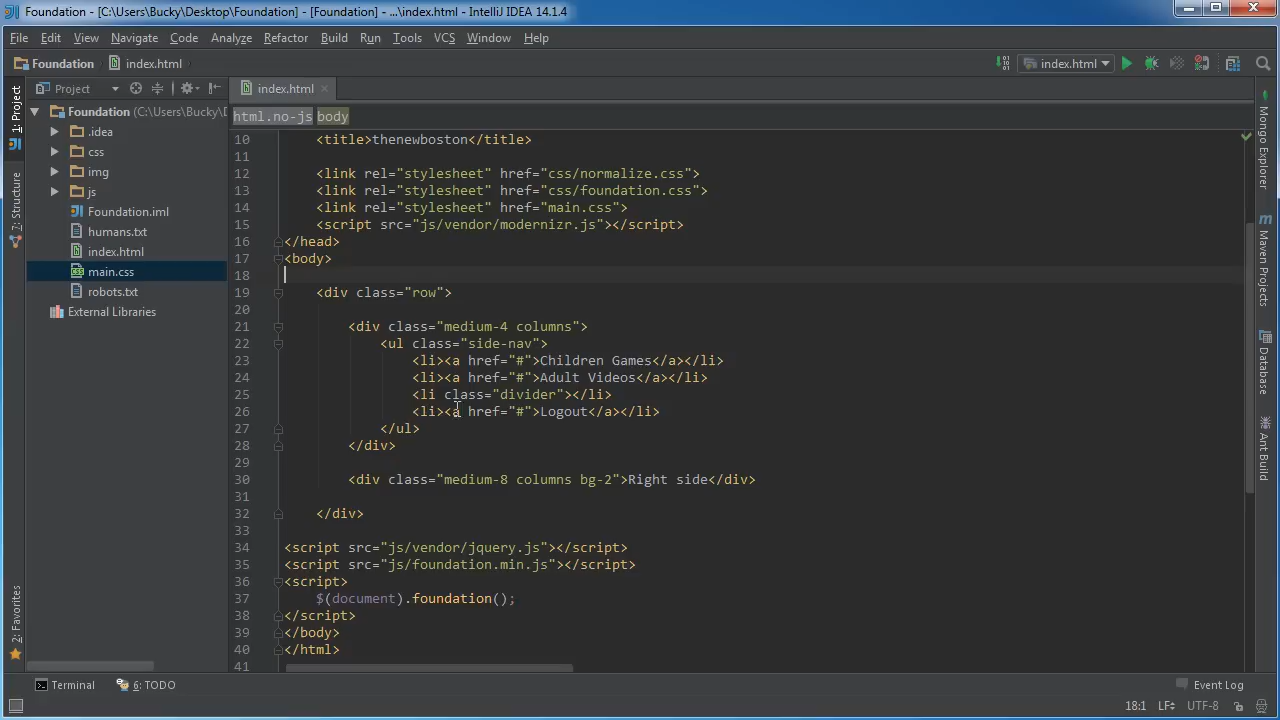 Foundation - [C:\Users\Bucky\Desktop\Foundation] - [Foundation] - ...\index.html - IntelliJ IDEA 14.1.4
File Edit View Navigate Code Analyze Refactor Build Run Tools VCS Window Help
Foundation index.html index.html
1: Project
7: Structure
2: Favorites
Project
Foundation (C:\Users\Bucky\D
.idea
css
img
js
Foundation.iml
humans.txt
index.html
main.css
robots.txt
External Libraries
index.html
html.no-js body
10 <title>thenewboston</title>
11
12 <link rel="stylesheet" href="css/normalize.css">
13 <link rel="stylesheet" href="css/foundation.css">
14 <link rel="stylesheet" href="main.css">
15 <script src="js/vendor/modernizr.js"></script>
16 </head>
17 <body>
18
19 <div class="row">
20
21 <div class="medium-4 columns">
22 <ul class="side-nav">
23 <li><a href="#">Children Games</a></li>
24 <li><a href="#">Adult Videos</a></li>
25 <li class="divider"></li>
26 <li><a href="#">Logout</a></li>
27 </ul>
28 </div>
29
30 <div class="medium-8 columns bg-2">Right side</div>
31
32 </div>
33
34 <script src="js/vendor/jquery.js"></script>
35 <script src="js/foundation.min.js"></script>
36 <script>
37 $(document).foundation();
38 </script>
39 </body>
40 </html>
41
Mongo Explorer
Maven Projects
Database
Ant Build
Terminal 6: TODO Event Log
18:1 LF UTF-8